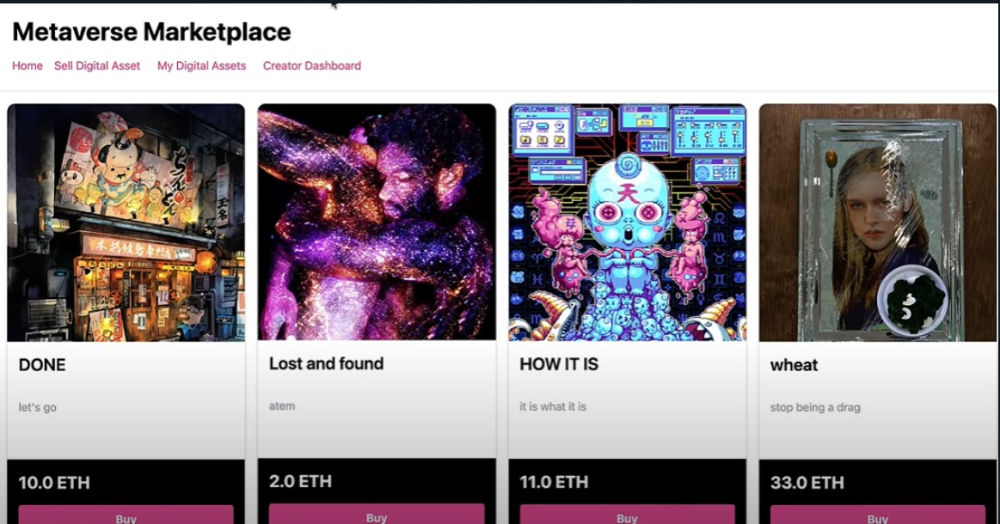 Metaverse Marketplace
Home Sell Digital Asset My Digital Assets Creator Dashboard
天
DONE
let's go
10.0 ETH
Buy
Lost and found
atem
2.0 ETH
Buy
HOW IT IS
it is what it is
11.0 ETH
Buy
wheat
stop being a drag
33.0 ETH
Buy